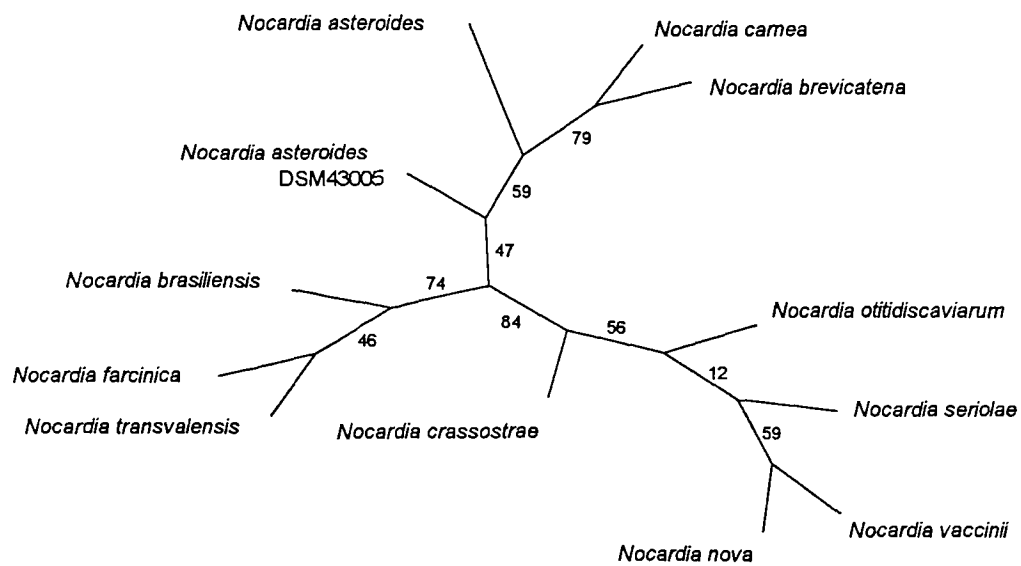 Nocardia asteroides
Nocardia carnea
Nocardia brevicatena
79
Nocardia asteroides
DSM43005
59
47
Nocardia brasiliensis
74
84
56
Nocardia otitidiscaviarum
46
12
Nocardia farcinica
Nocardia seriolae
Nocardia transvalensis
Nocardia crassostrae
59
Nocardia vaccinii
Nocardia nova